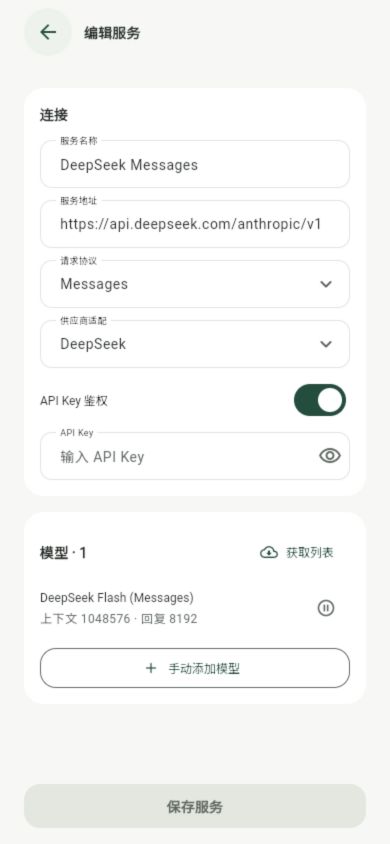 编辑服务
连接
服务名称
DeepSeek Messages
服务地址
https://api.deepseek.com/anthropic/v1
请求协议
Messages
供应商适配
DeepSeek
API Key 鉴权
API Key
输入 API Key
模型 · 1
获取列表
DeepSeek Flash (Messages)
上下文 1048576 · 回复 8192
+ 手动添加模型
保存服务